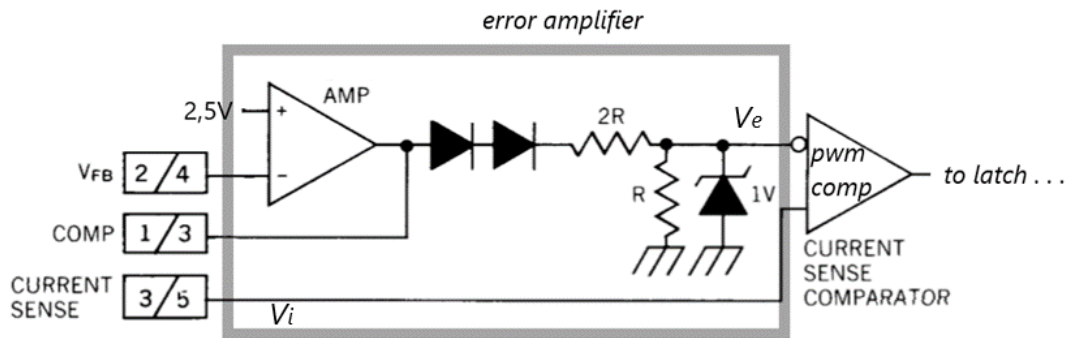 error amplifier
AMP
2,5V
+
2R
Ve
VFB 2/4
−
pwm
comp
to latch . . .
R
1V
COMP 1/3
CURRENT
SENSE
3/5
Vi
CURRENT
SENSE
COMPARATOR